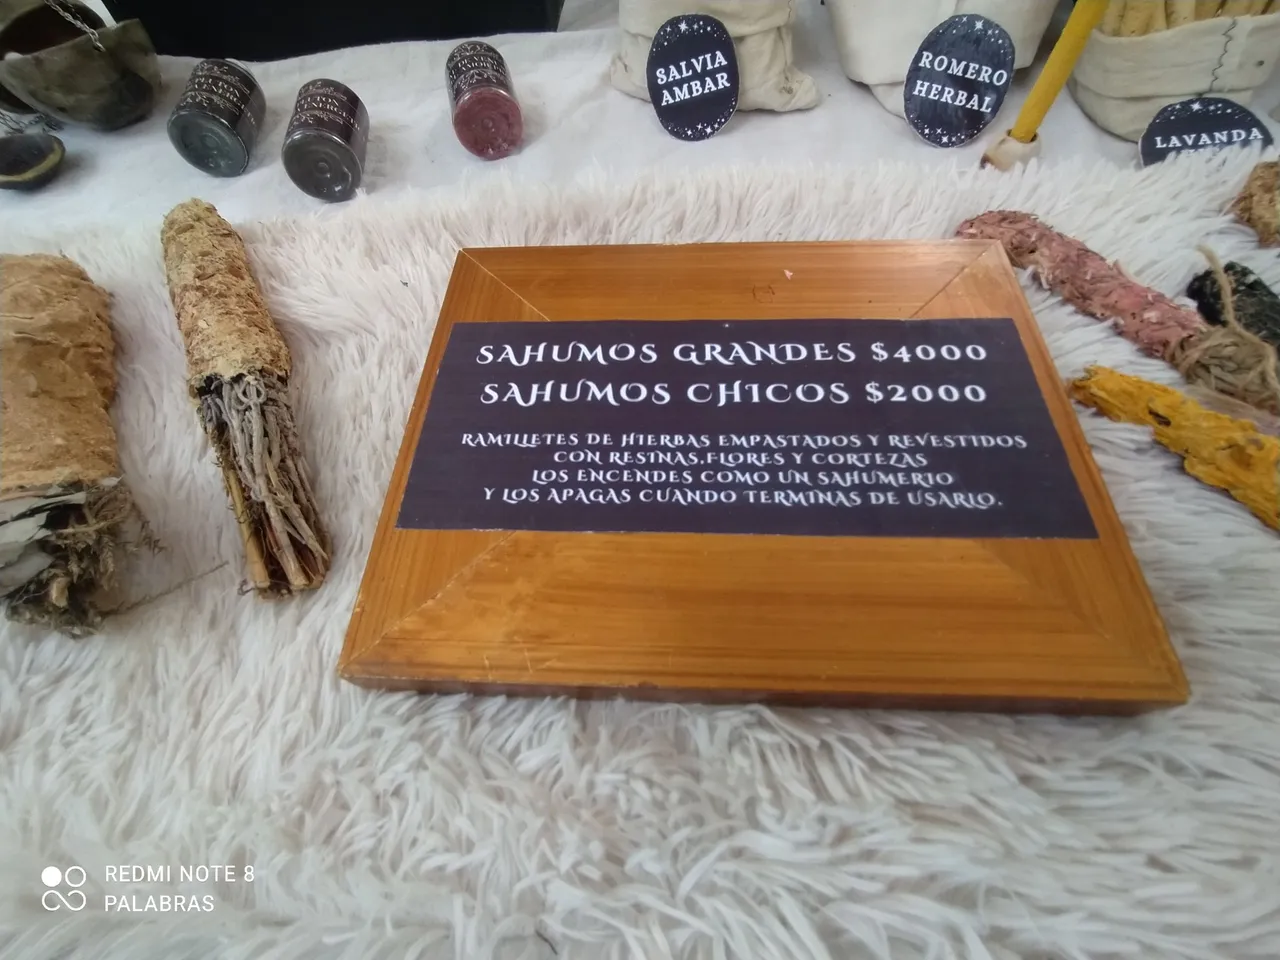 SALVIA
AMBAR
ROMERO
HERBAL
LAVANDA
SAHUMOS GRANDES $4000
SAHUMOS CHICOS $2000
RAMILLETES DE HIERBAS EMPASTADOS Y REVESTIDOS
CON RESINAS,FLORES Y CORTEZAS
LOS ENCENDES COMO UN SAHUMERIO
Y LOS APAGAS CUANDO TERMINAS DE USARLO.
REDMI NOTE 8
PALABRAS